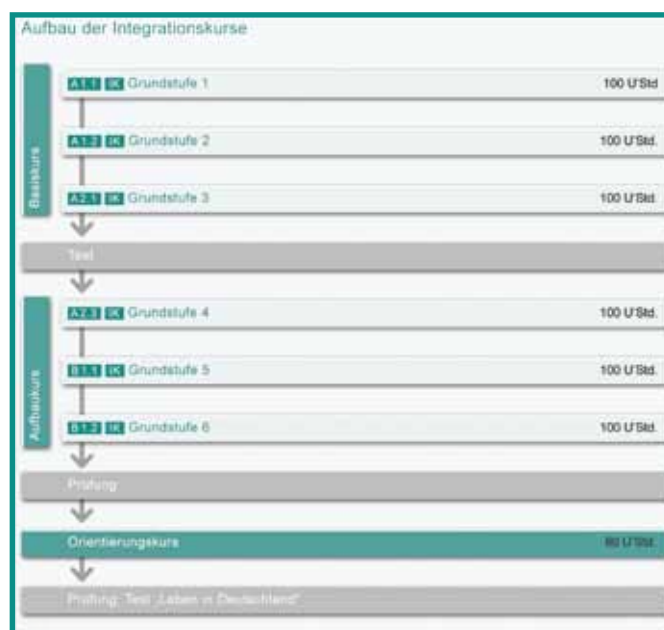 Aufbau der Integrationskurse
Basiskurs
A1.1 IK Grundstufe 1 100 U'Std
A1.2 IK Grundstufe 2 100 U'Std.
A2.1 IK Grundstufe 3 100 U'Std.
Test
Aufbaukurs
IK Grundstufe 4 100 U'Std.
B1.1 IK Grundstufe 5 100 U'Std.
B1.2 IK Grundstufe 6 100 U'Std.
Prüfung
Orientierungskurs U'Std.
Prüfung: Test „Leben in Deutschland“